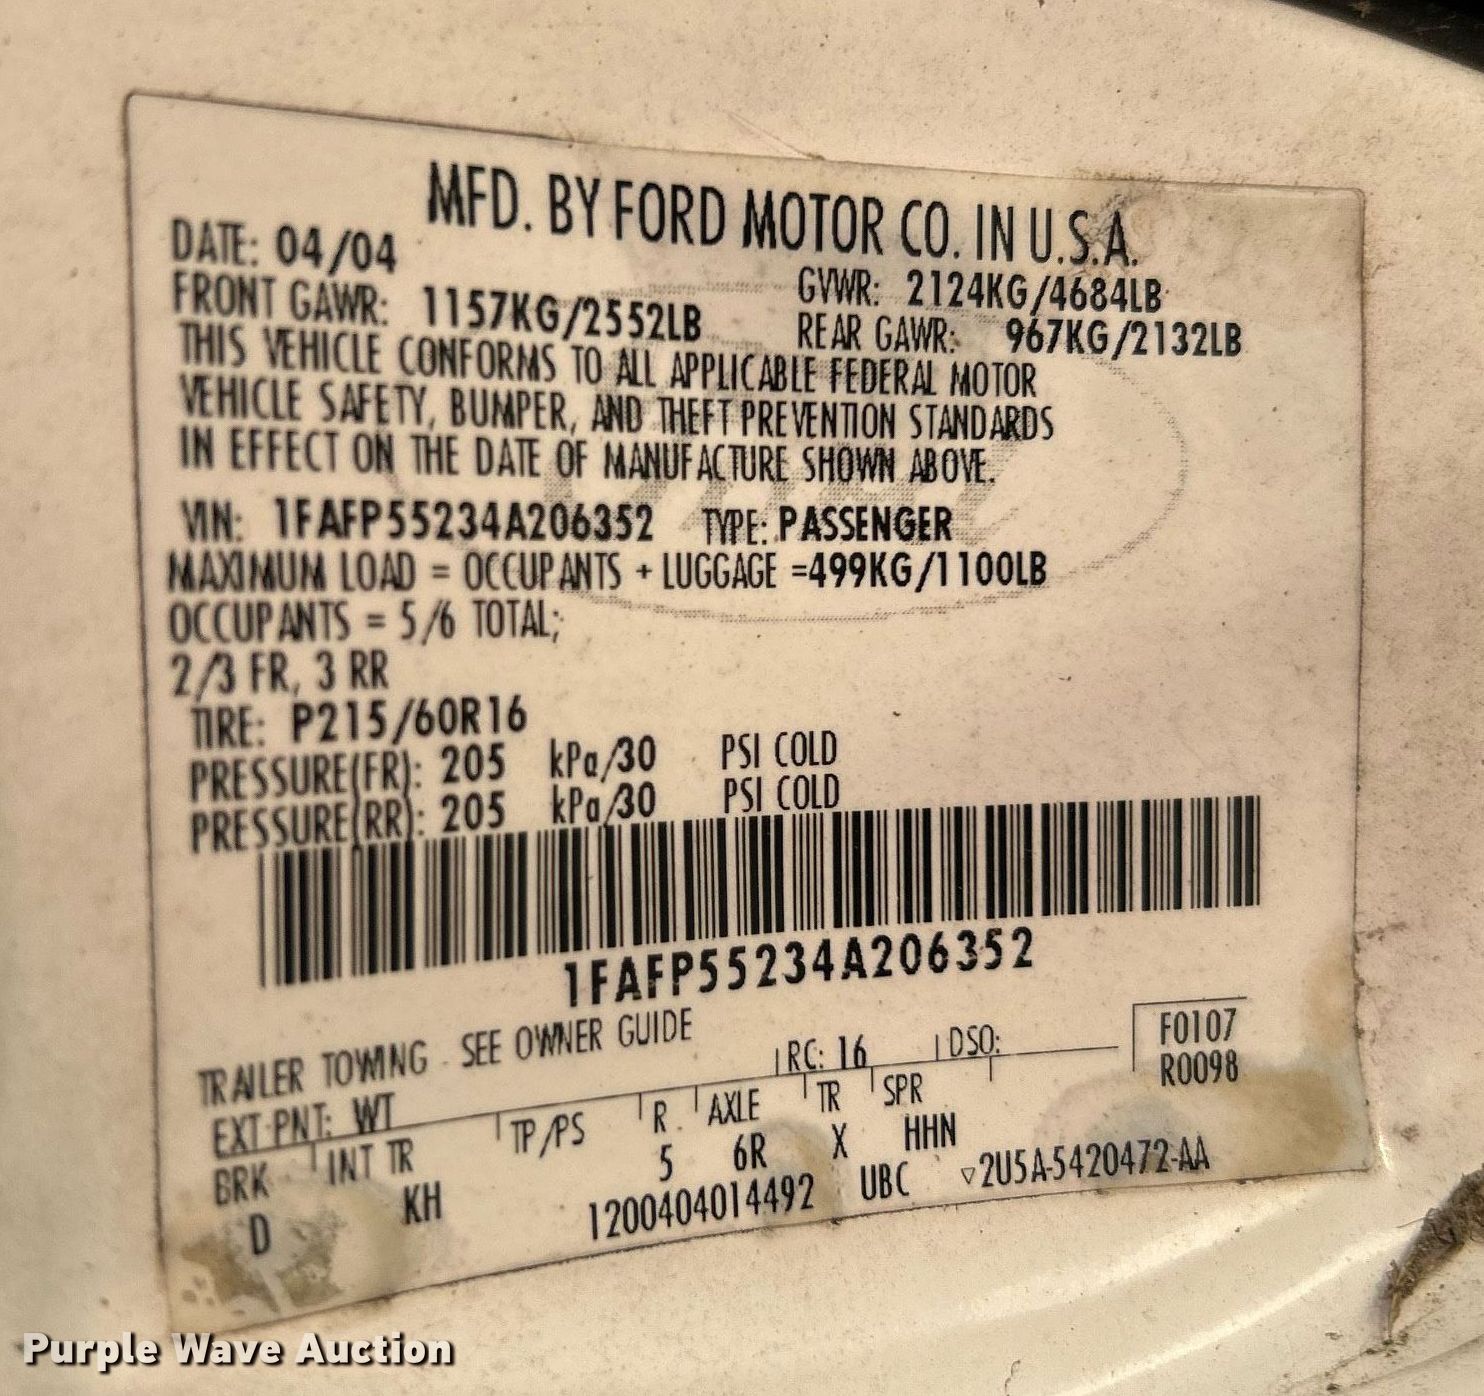 MFD. BY FORD MOTOR CO. IN U.S.A.
DATE: 04/04
GVWR: 2124KG/4684LB
FRONT GAWR: 1157KG/2552LB
REAR GAWR: 967KG/2132LB
THIS VEHICLE CONFORMS TO ALL APPLICABLE FEDERAL MOTOR
VEHICLE SAFETY, BUMPER, AND THEFT PREVENTION STANDARDS
IN EFFECT ON THE DATE OF MANUFACTURE SHOWN ABOVE.
VIN: 1FAFP55234A206352 TYPE: PASSENGER
MAXIMUM LOAD = OCCUPANTS + LUGGAGE =499KG/1100LB
OCCUPANTS = 5/6 TOTAL;
2/3 FR, 3 RR
TIRE: P215/60R16
PRESSURE(FR): 205 kPa/30 PSI COLD
PRESSURE(RR): 205 kPa/30 PSI COLD
1FAFP55234A206352
TRAILER TOWING - SEE OWNER GUIDE
EXT PNT: WT RC: 16 DSO: F0107
R0098
BRK INT TR TP/PS R. AXLE TR SPR
D KH 5 6R X HHN
1200404014492 UBC ▽2U5A-5420472-AA
Purple Wave Auction